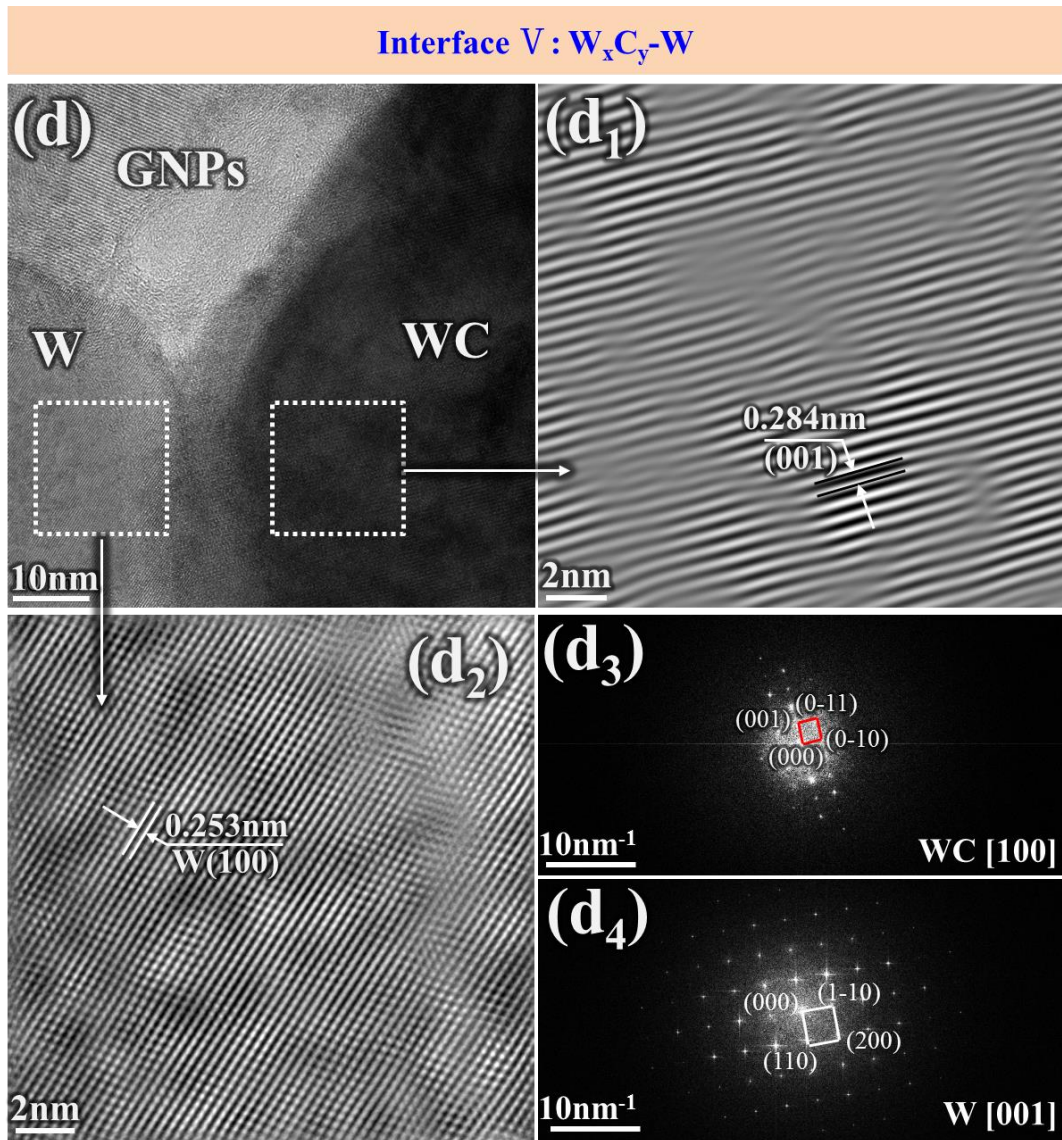 Interface Ⅴ: WₓCᵧ-W
(d)
GNPs
W
WC
10nm
(d₁)
0.284nm
(001)
2nm
(d₂)
0.253nm
W(100)
2nm
(d₃)
(0-11)
(001)
(0-10)
(000)
10nm⁻¹
WC [100]
(d₄)
(000)
(1-10)
(200)
(110)
10nm⁻¹
W [001]